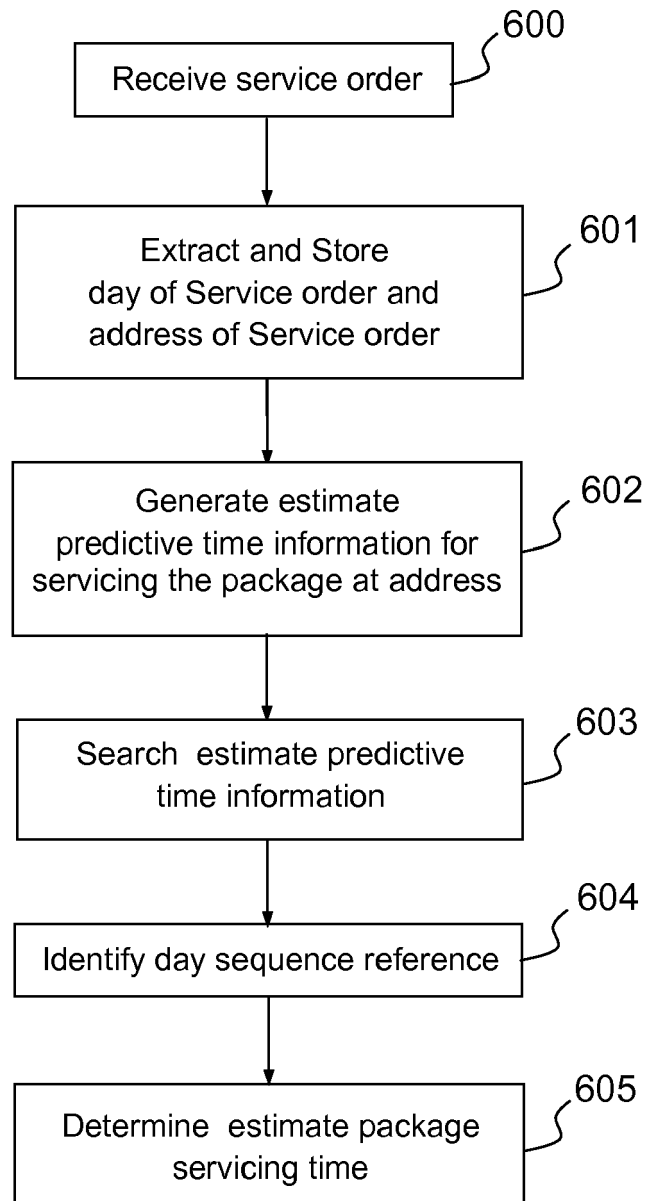 600
Receive service order
601
Extract and Store
day of Service order and
address of Service order
602
Generate estimate
predictive time information for
servicing the package at address
603
Search estimate predictive
time information
604
Identify day sequence reference
605
Determine estimate package
servicing time